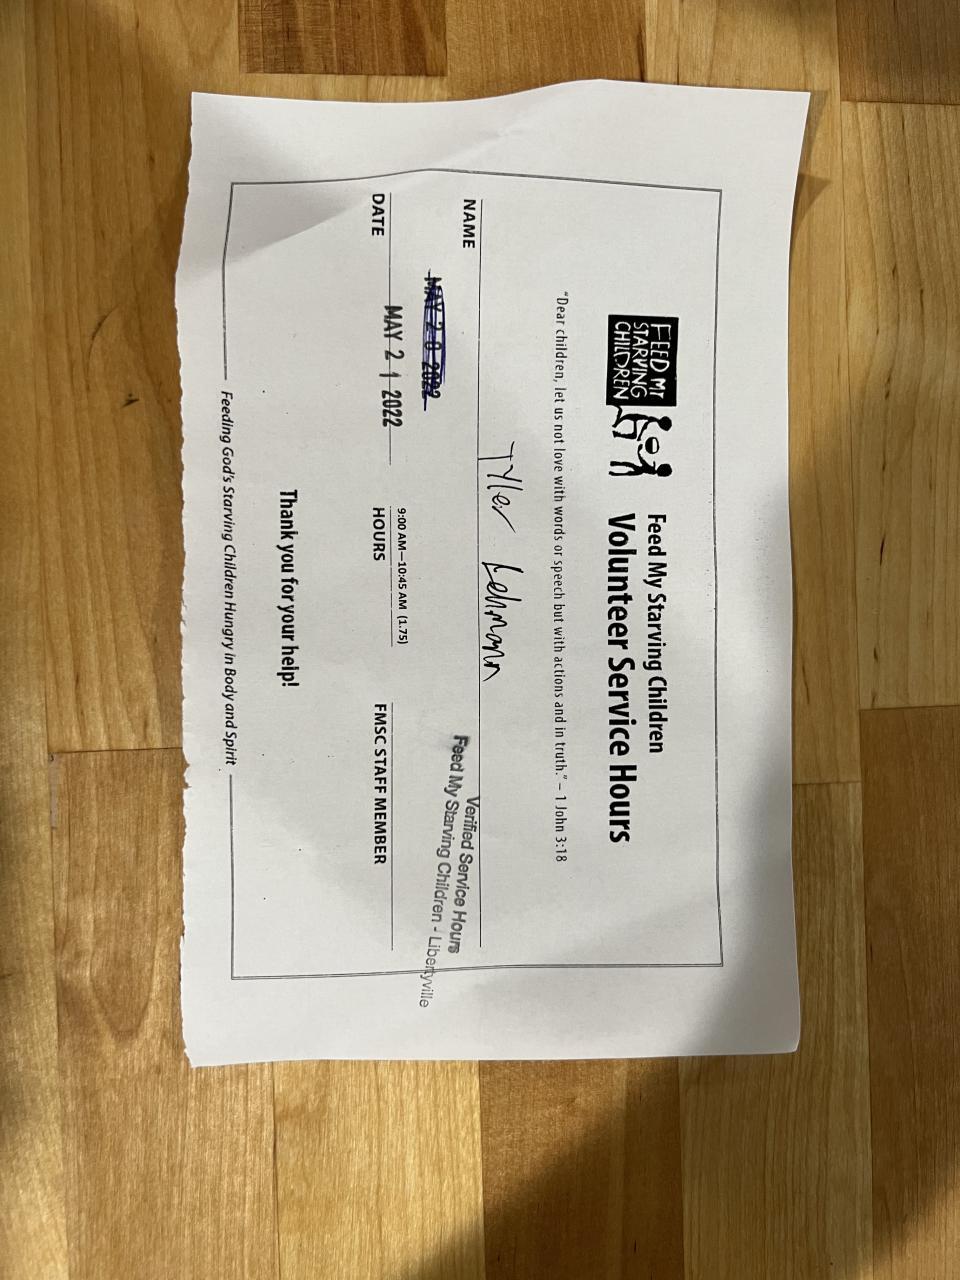 FEED MY
STARVING
CHILDREN
Feed My Starving Children
Volunteer Service Hours
"Dear children, let us not love with words or speech but with actions and in truth." – 1 John 3:18
Tyler Lehmann
NAME
Verified Service Hours
Feed My Starving Children - Libertyville
MAY 2 0 2022
MAY 2 1 2022
9:00 AM—10:45 AM (1.75)
DATE
HOURS
FMSC STAFF MEMBER
Thank you for your help!
Feeding God's Starving Children Hungry in Body and Spirit